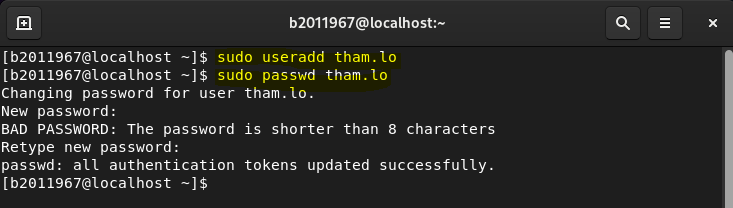 b2011967@localhost:~
[b2011967@localhost ~]$ sudo useradd tham.lo
[b2011967@localhost ~]$ sudo passwd tham.lo
Changing password for user tham.lo.
New password:
BAD PASSWORD: The password is shorter than 8 characters
Retype new password:
passwd: all authentication tokens updated successfully.
[b2011967@localhost ~]$